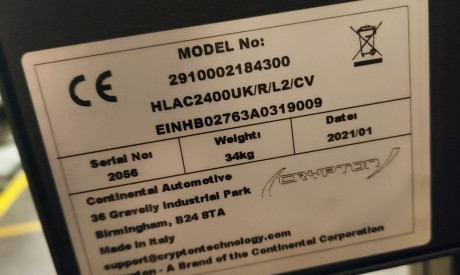 MODEL No:
2910002184300
HLAC2400UK/R/L2/CV
EINHB02763A0319009
Serial No:
2056
Weight:
34kg
Date:
2021/01
Continental Automotive
36 Gravelly Industrial Park
Birmingham, B24 8TA
Made in Italy
support@cryptontechnology.com
- A Brand of the Continental Corporation
CRYPTON
CE